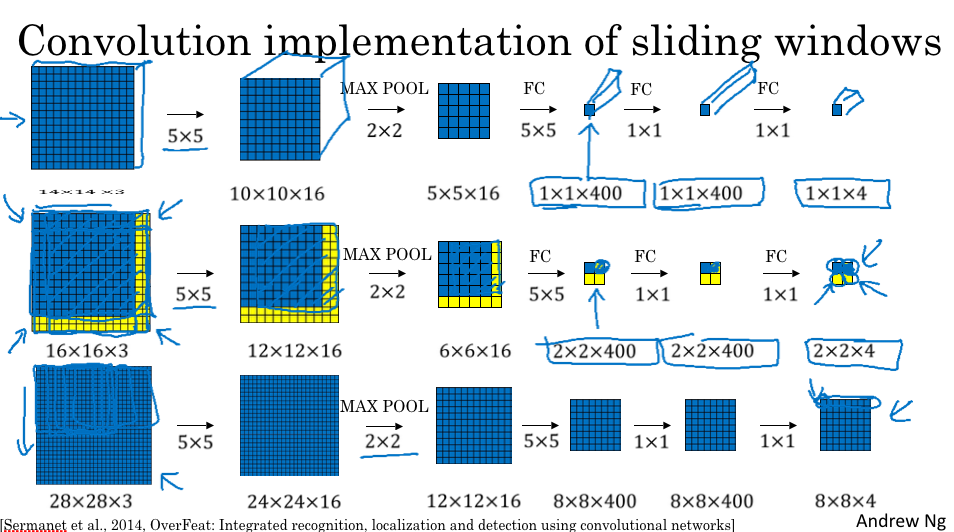 Convolution implementation of sliding windows
MAX POOL FC FC FC
5×5 2×2 5×5 1×1 1×1
14×14 ×3 10×10×16 5×5×16 1×1×400 1×1×400 1×1×4
MAX POOL FC FC FC
5×5 2×2 5×5 1×1 1×1
16×16×3 12×12×16 6×6×16 2×2×400 2×2×400 2×2×4
MAX POOL
5×5 2×2 5×5 1×1 1×1
28×28×3 24×24×16 12×12×16 8×8×400 8×8×400 8×8×4
[Sermanet et al., 2014, OverFeat: Integrated recognition, localization and detection using convolutional networks] Andrew Ng